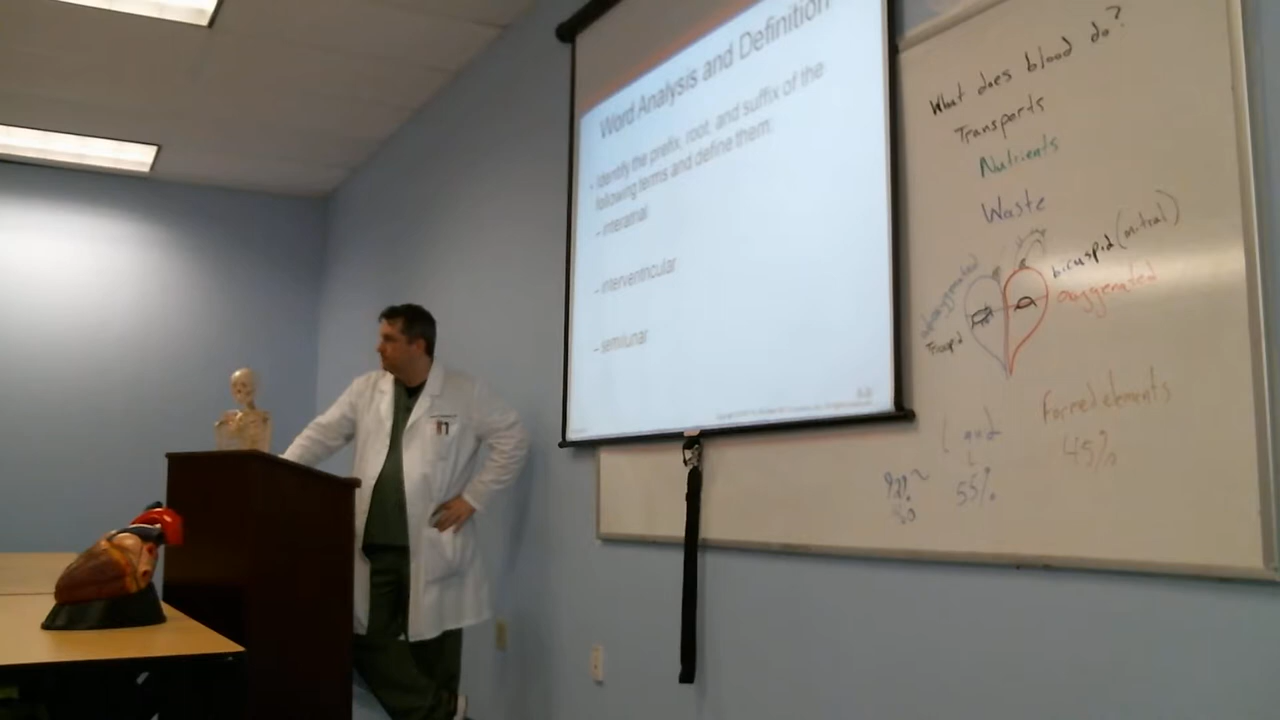 Word Analysis and Definition
Identify the prefix, root, and suffix of the
following terms and define them:
– interatrial
– interventricular
– semilunar
What does blood do?
Transports
Nutrients
Waste
bicuspid (mitral)
oxygenated
Tricuspid
Formed elements
45%
55%